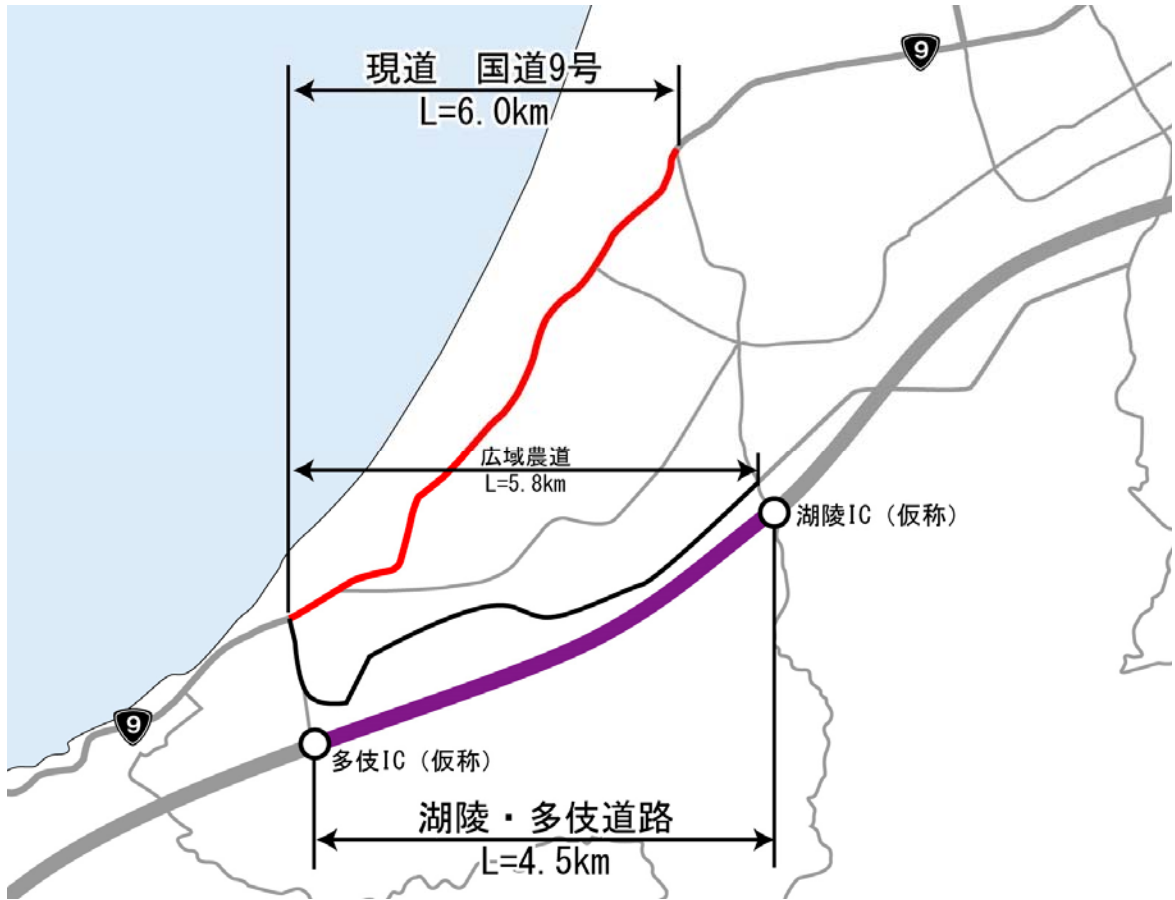 現道　国道9号
L=6.0km
9
広域農道
L=5.8km
湖陵IC（仮称）
9
多伎IC（仮称）
湖陵・多伎道路
L=4.5km